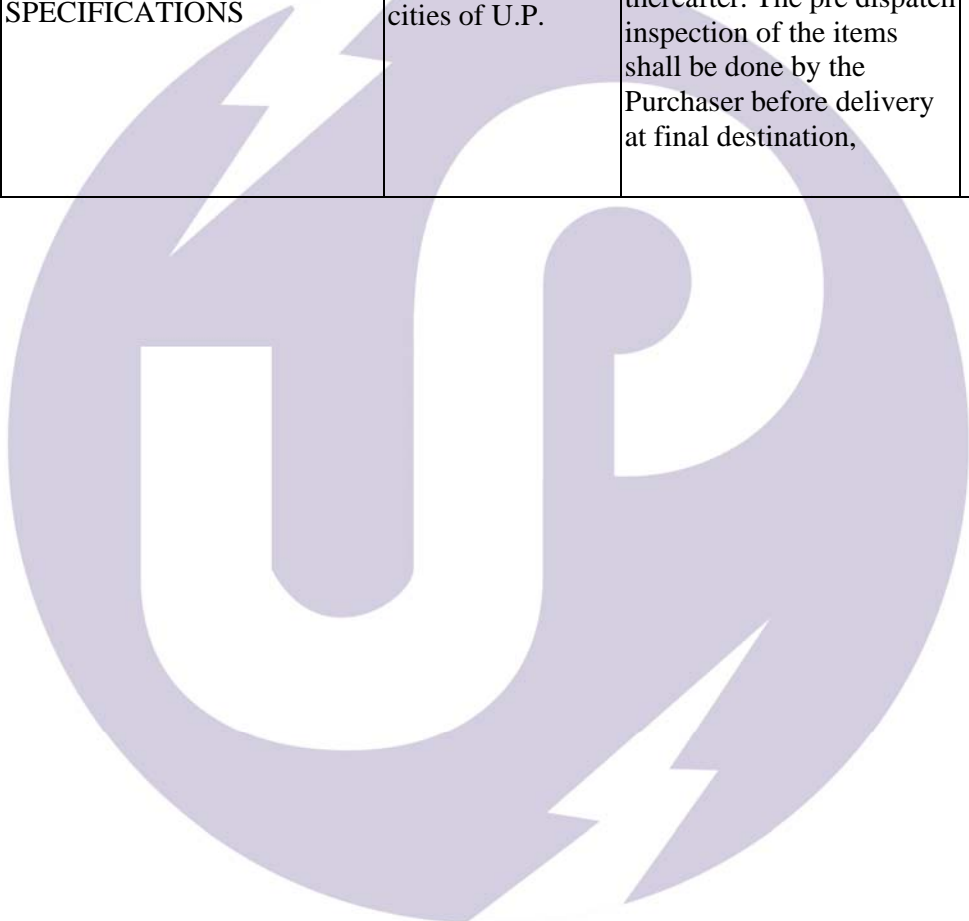 SPECIFICATIONS
cities of U.P.
thereafter. The pre dispatch
inspection of the items
shall be done by the
Purchaser before delivery
at final destination,
UP